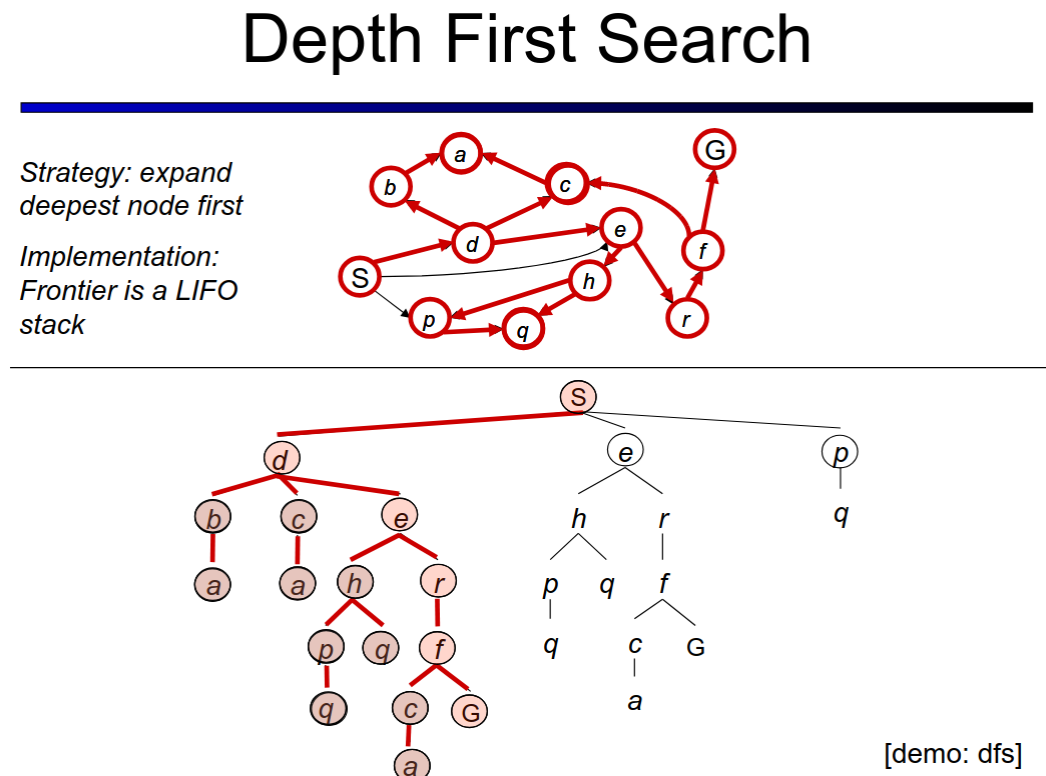 Depth First Search
Strategy: expand
deepest node first
Implementation:
Frontier is a LIFO
stack
a
G
b
c
e
d
f
S
h
p
q
r
S
d
e
p
b
c
e
h
r
q
a
a
h
r
p
q
f
p
q
f
q
c
G
q
c
G
a
a
[demo: dfs]